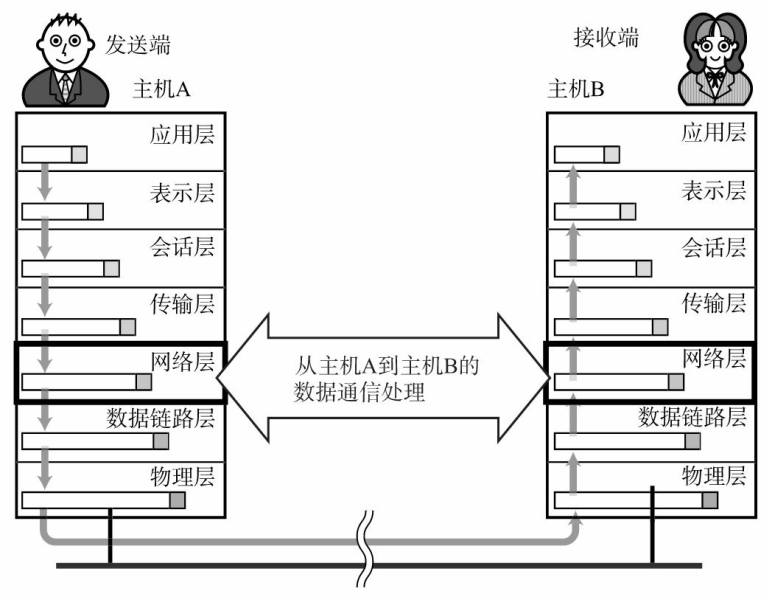 发送端
主机A
应用层
表示层
会话层
传输层
网络层
数据链路层
物理层
从主机A到主机B的
数据通信处理
接收端
主机B
应用层
表示层
会话层
传输层
网络层
数据链路层
物理层